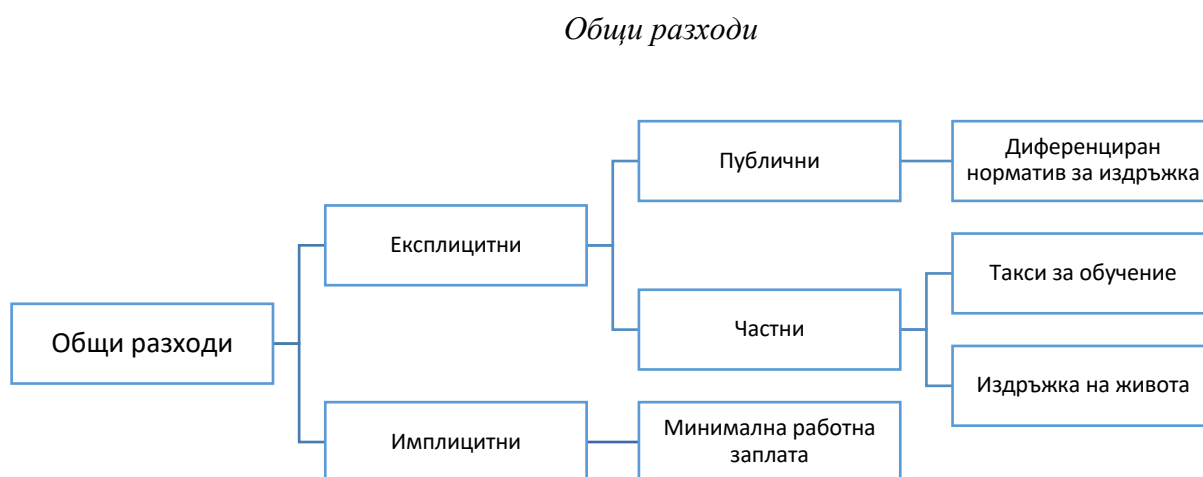 Общи разходи
Публични
Диференциран
норматив за издръжка
Експлицитни
Такси за обучение
Общи разходи
Частни
Издръжка на живота
Имплицитни
Минимална работна
заплата